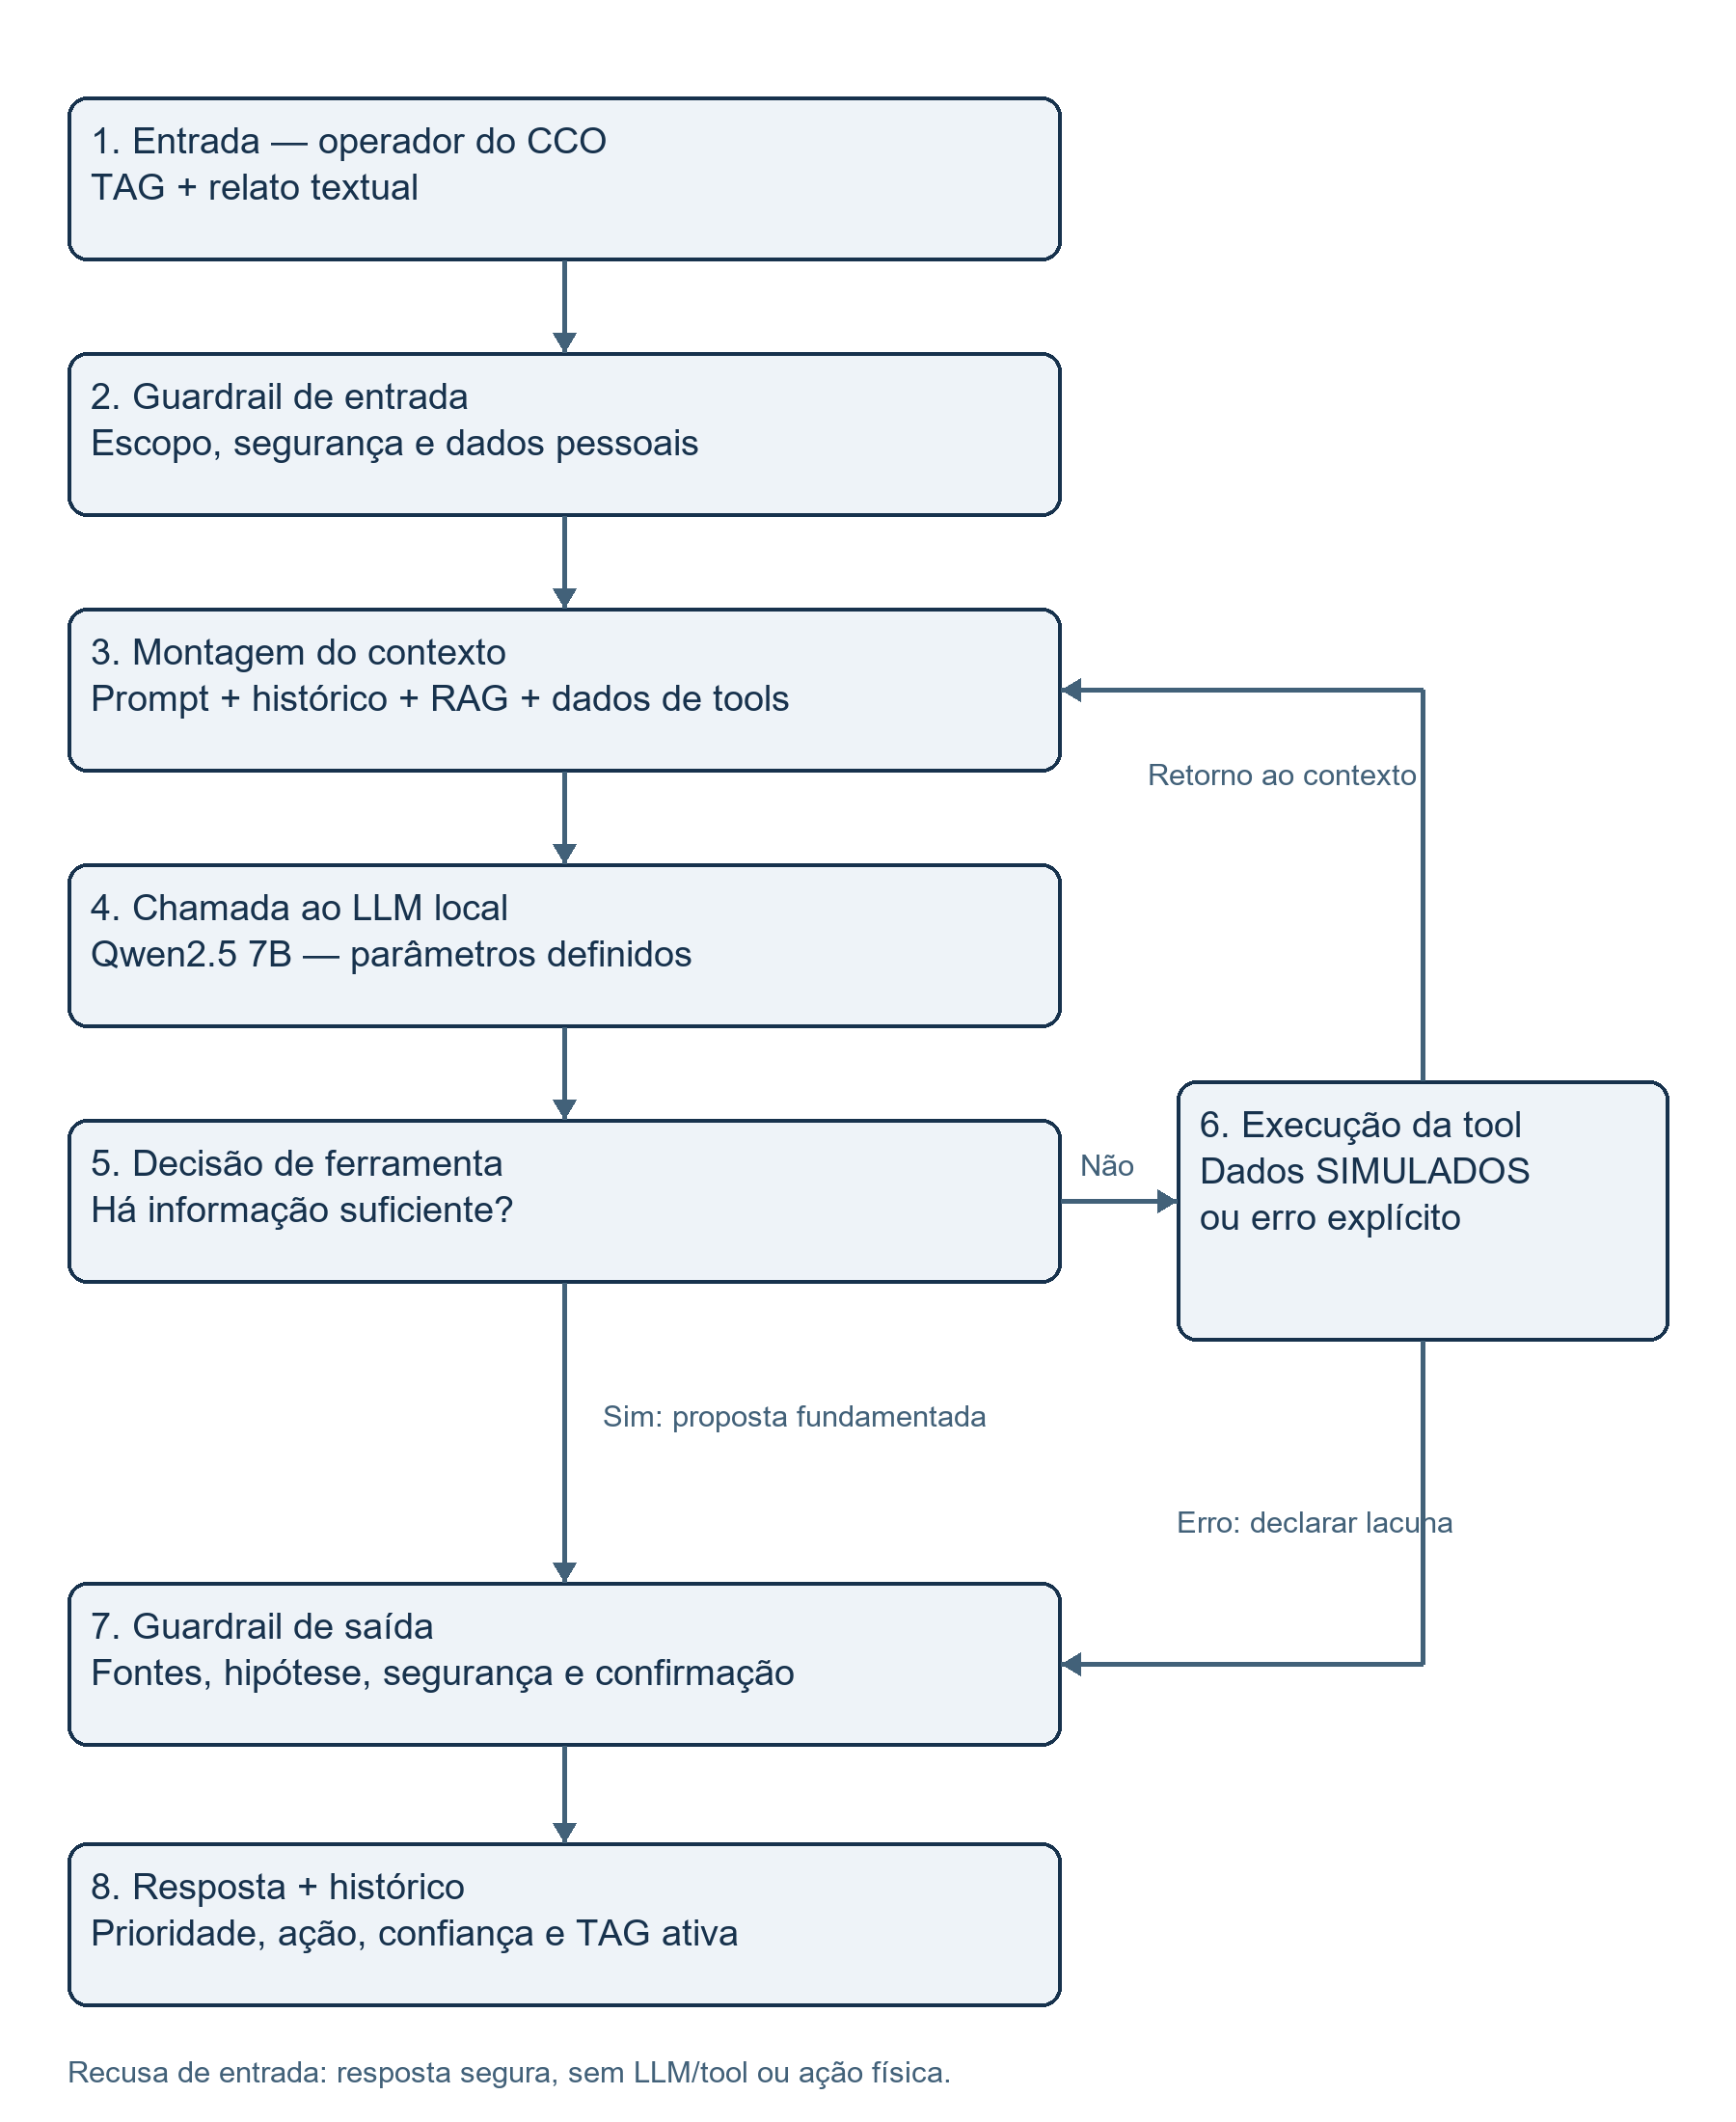 1. Entrada — operador do CCO
TAG + relato textual
2. Guardrail de entrada
Escopo, segurança e dados pessoais
3. Montagem do contexto
Prompt + histórico + RAG + dados de tools
Retorno ao contexto
4. Chamada ao LLM local
Qwen2.5 7B — parâmetros definidos
5. Decisão de ferramenta
Há informação suficiente?
Não
6. Execução da tool
Dados SIMULADOS
ou erro explícito
Sim: proposta fundamentada
Erro: declarar lacuna
7. Guardrail de saída
Fontes, hipótese, segurança e confirmação
8. Resposta + histórico
Prioridade, ação, confiança e TAG ativa
Recusa de entrada: resposta segura, sem LLM/tool ou ação física.